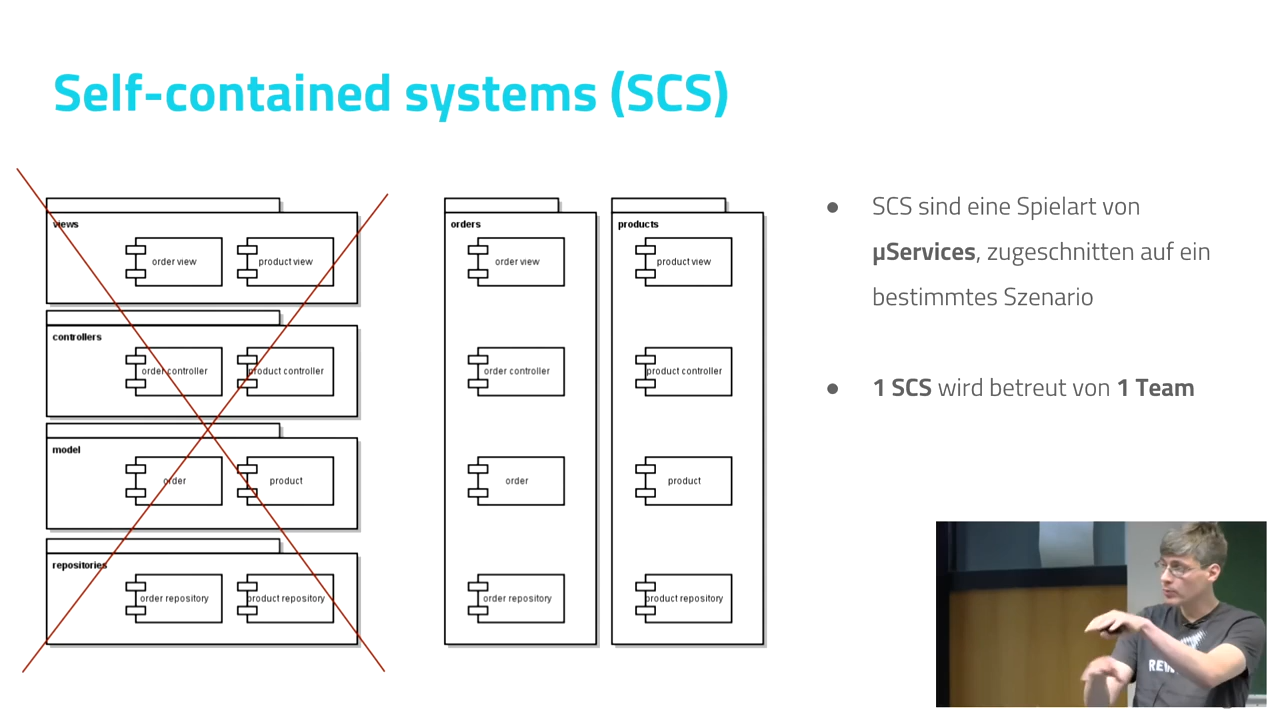 Self-contained systems (SCS)
views
order view
product view
controllers
order controller
product controller
model
order
product
repositories
order repository
product repository
orders
order view
order controller
order
order repository
products
product view
product controller
product
product repository
● SCS sind eine Spielart von
µServices, zugeschnitten auf ein
bestimmtes Szenario
● 1 SCS wird betreut von 1 Team